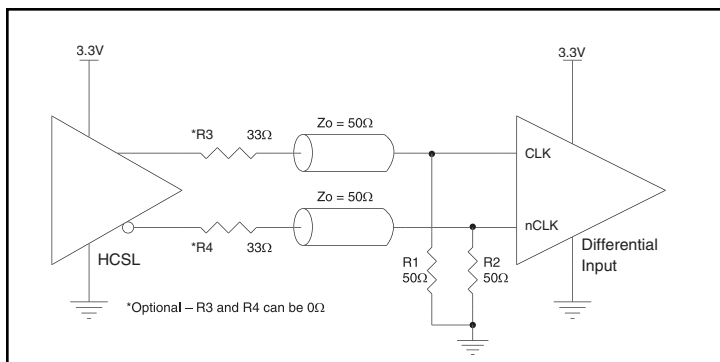 3.3V
3.3V
*R3 33Ω
Zo = 50Ω
CLK
Zo = 50Ω
nCLK
HCSL
*R4 33Ω
R1
50Ω
R2
50Ω
Differential
Input
*Optional – R3 and R4 can be 0Ω